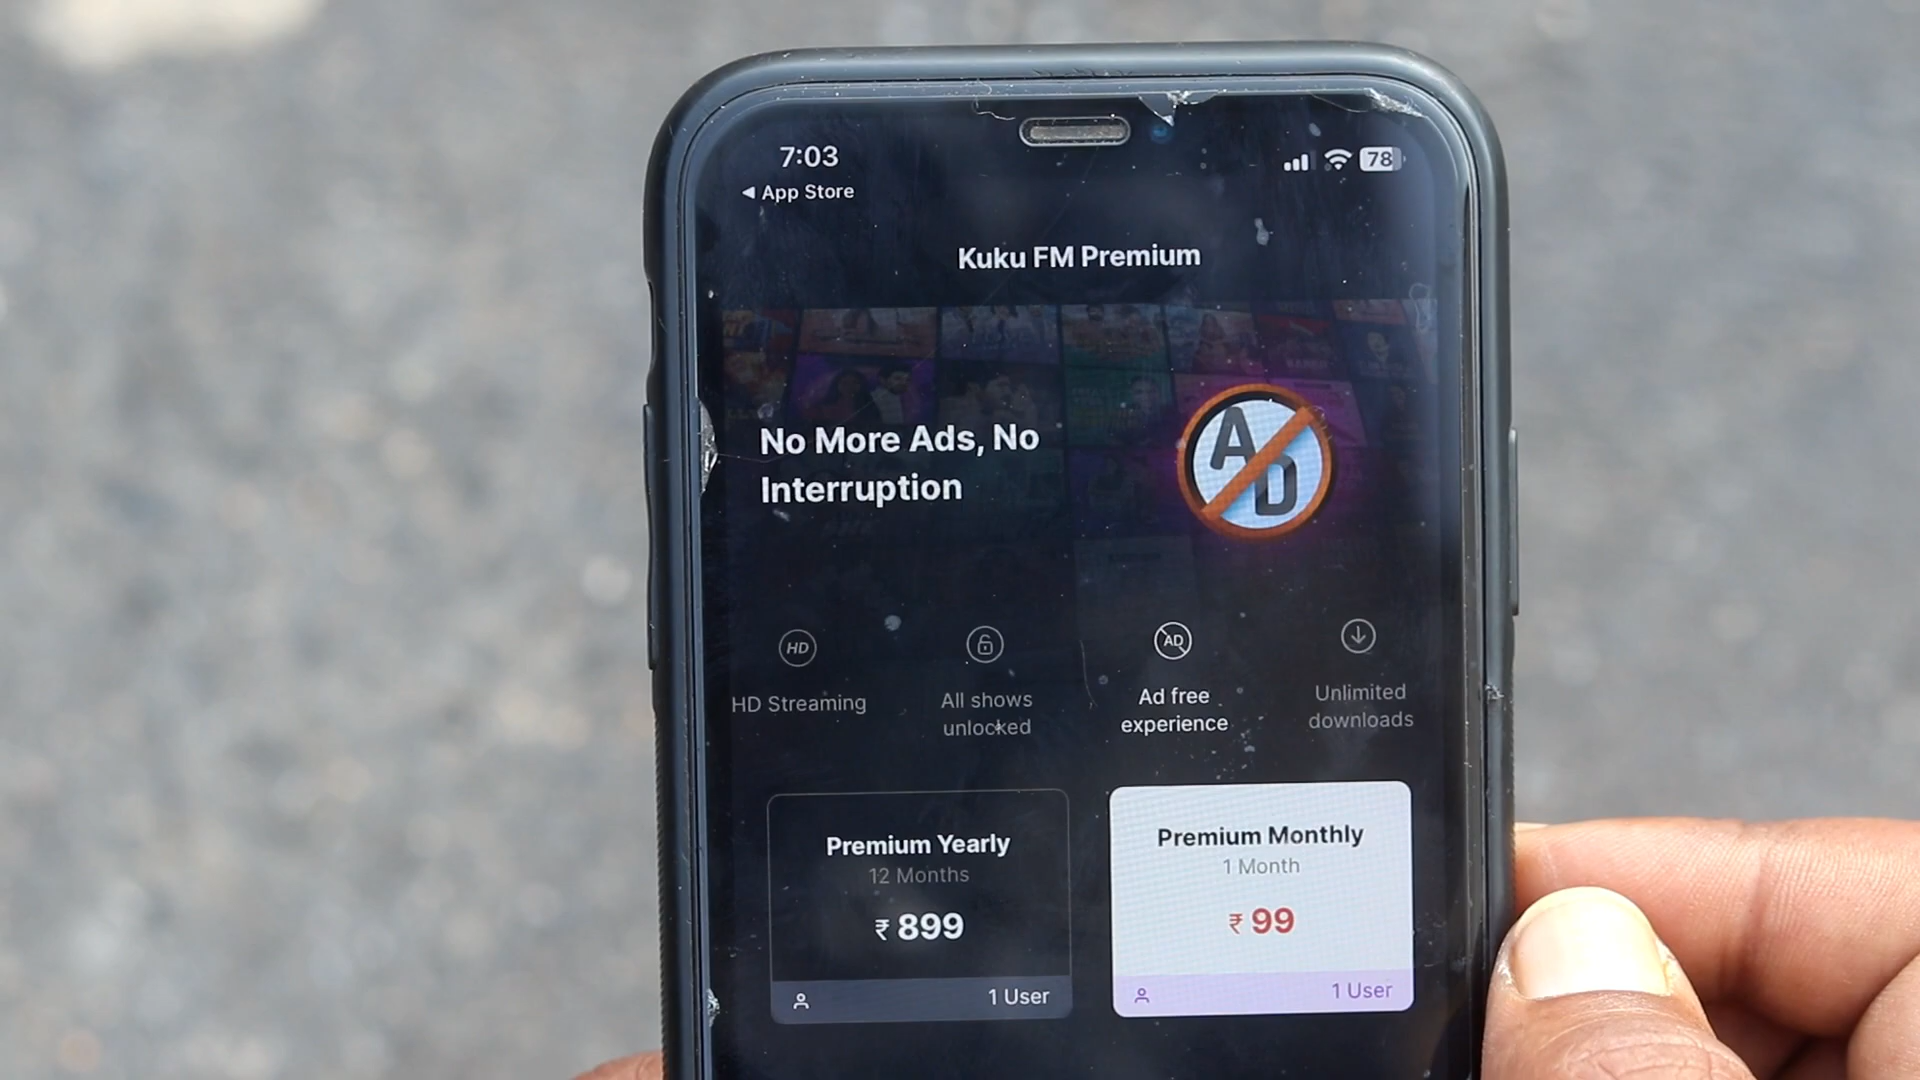 7:03
78
◀ App Store
Kuku FM Premium
No More Ads, No
Interruption
AD
HD
AD
HD Streaming
All shows
unlocked
Ad free
experience
Unlimited
downloads
Premium Yearly
12 Months
₹ 899
1 User
Premium Monthly
1 Month
₹ 99
1 User